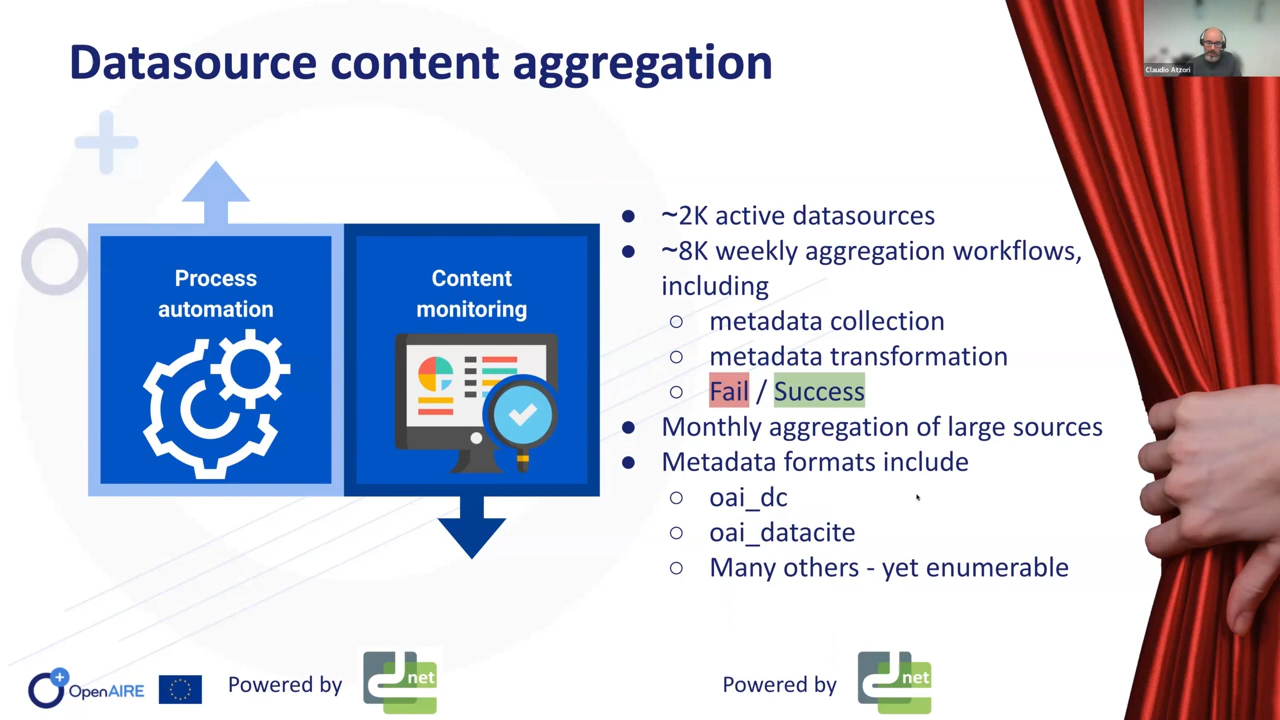 Datasource content aggregation
Claudio Atzori
Process
automation
Content
monitoring
● ~2K active datasources
● ~8K weekly aggregation workflows,
including
○ metadata collection
○ metadata transformation
○ Fail / Success
● Monthly aggregation of large sources
● Metadata formats include
○ oai_dc
○ oai_datacite
○ Many others - yet enumerable
OpenAIRE
Powered by
net
Powered by
net